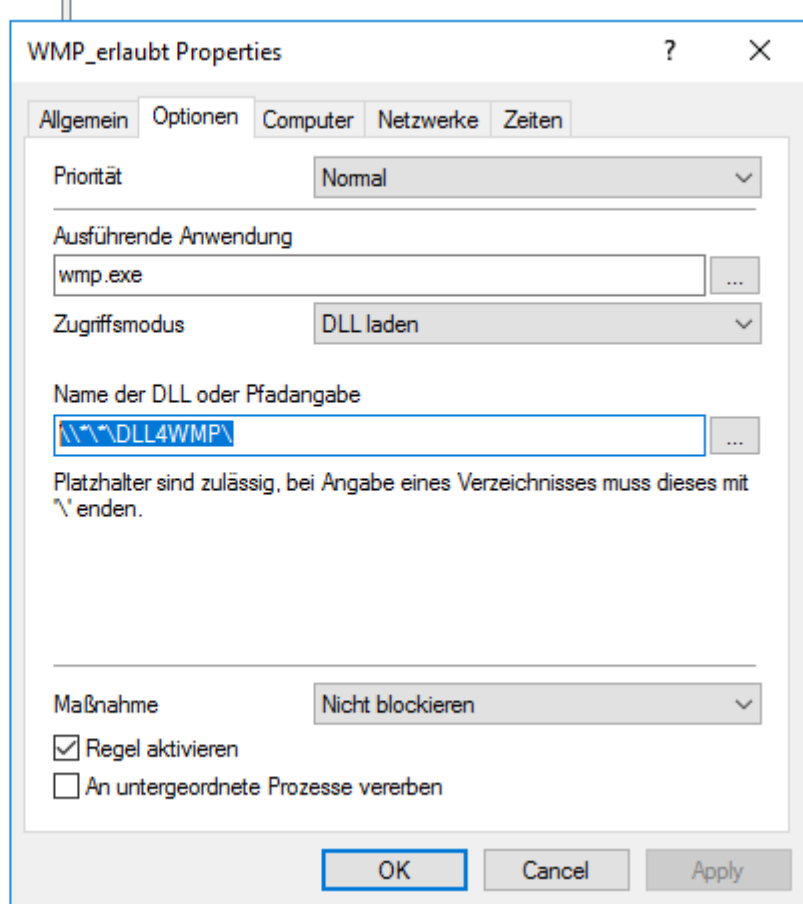 WMP_erlaubt Properties ?
Allgemein Optionen Computer Netzwerke Zeiten
Priorität Normal
Ausführende Anwendung
wmp.exe ...
Zugriffsmodus DLL laden
Name der DLL oder Pfadangabe
\\*\*\DLL4WMP\ ...
Platzhalter sind zulässig, bei Angabe eines Verzeichnisses muss dieses mit
'\' enden.
Maßnahme Nicht blockieren
Regel aktivieren
An untergeordnete Prozesse vererben
OK Cancel Apply